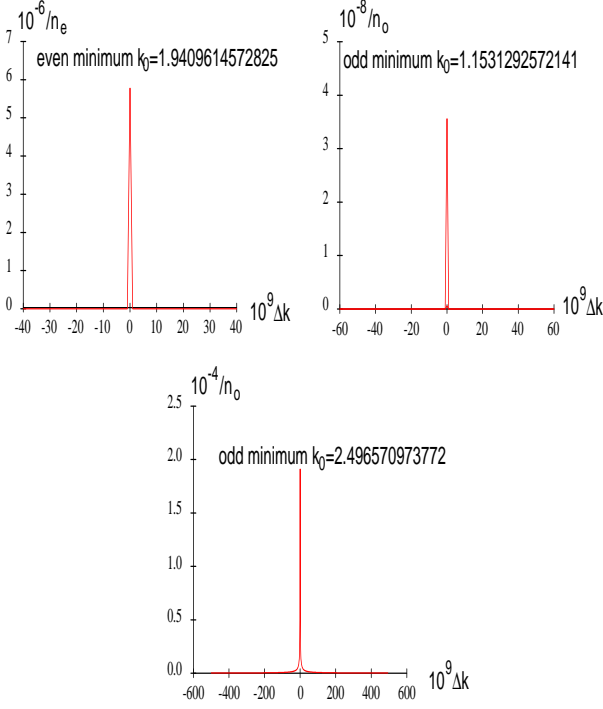 10^-6/n_e
even minimum k_0=1.9409614572825
7
6
5
4
3
2
1
0
-40 -30 -20 -10 0 10 20 30 40
10^9Δk
10^-8/n_o
odd minimum k_0=1.1531292572141
5
4
3
2
1
0
-60 -40 -20 0 20 40 60
10^9Δk
10^-4/n_o
2.5
odd minimum k_0=2.496570973772
2.0
1.5
1.0
0.5
0.0
-600 -400 -200 0 200 400 600
10^9Δk